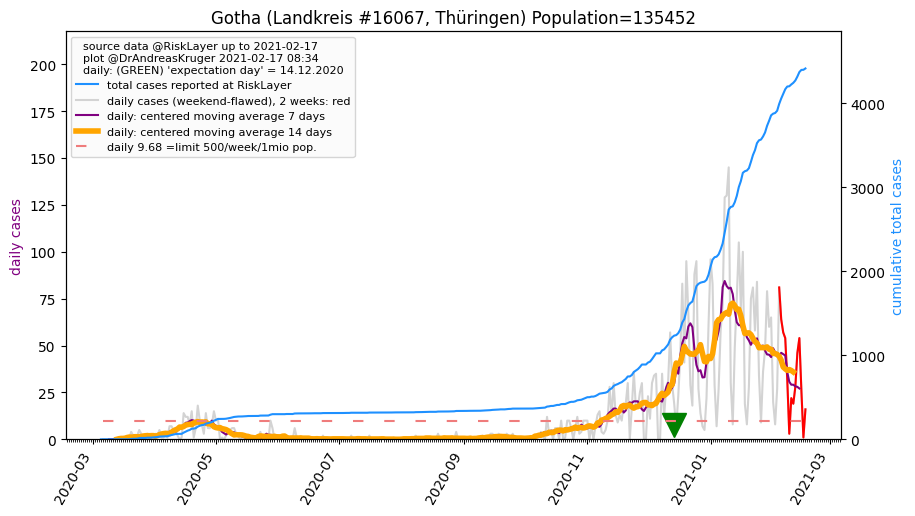 Gotha (Landkreis #16067, Thüringen) Population=135452
source data @RiskLayer up to 2021-02-17
plot @DrAndreasKruger 2021-02-17 08:34
daily: (GREEN) 'expectation day' = 14.12.2020
total cases reported at RiskLayer
daily cases (weekend-flawed), 2 weeks: red
daily: centered moving average 7 days
daily: centered moving average 14 days
daily 9.68 =limit 500/week/1mio pop.
daily cases
200
175
150
125
100
75
50
25
0
cumulative total cases
4000
3000
2000
1000
0
2020-03
2020-05
2020-07
2020-09
2020-11
2021-01
2021-03